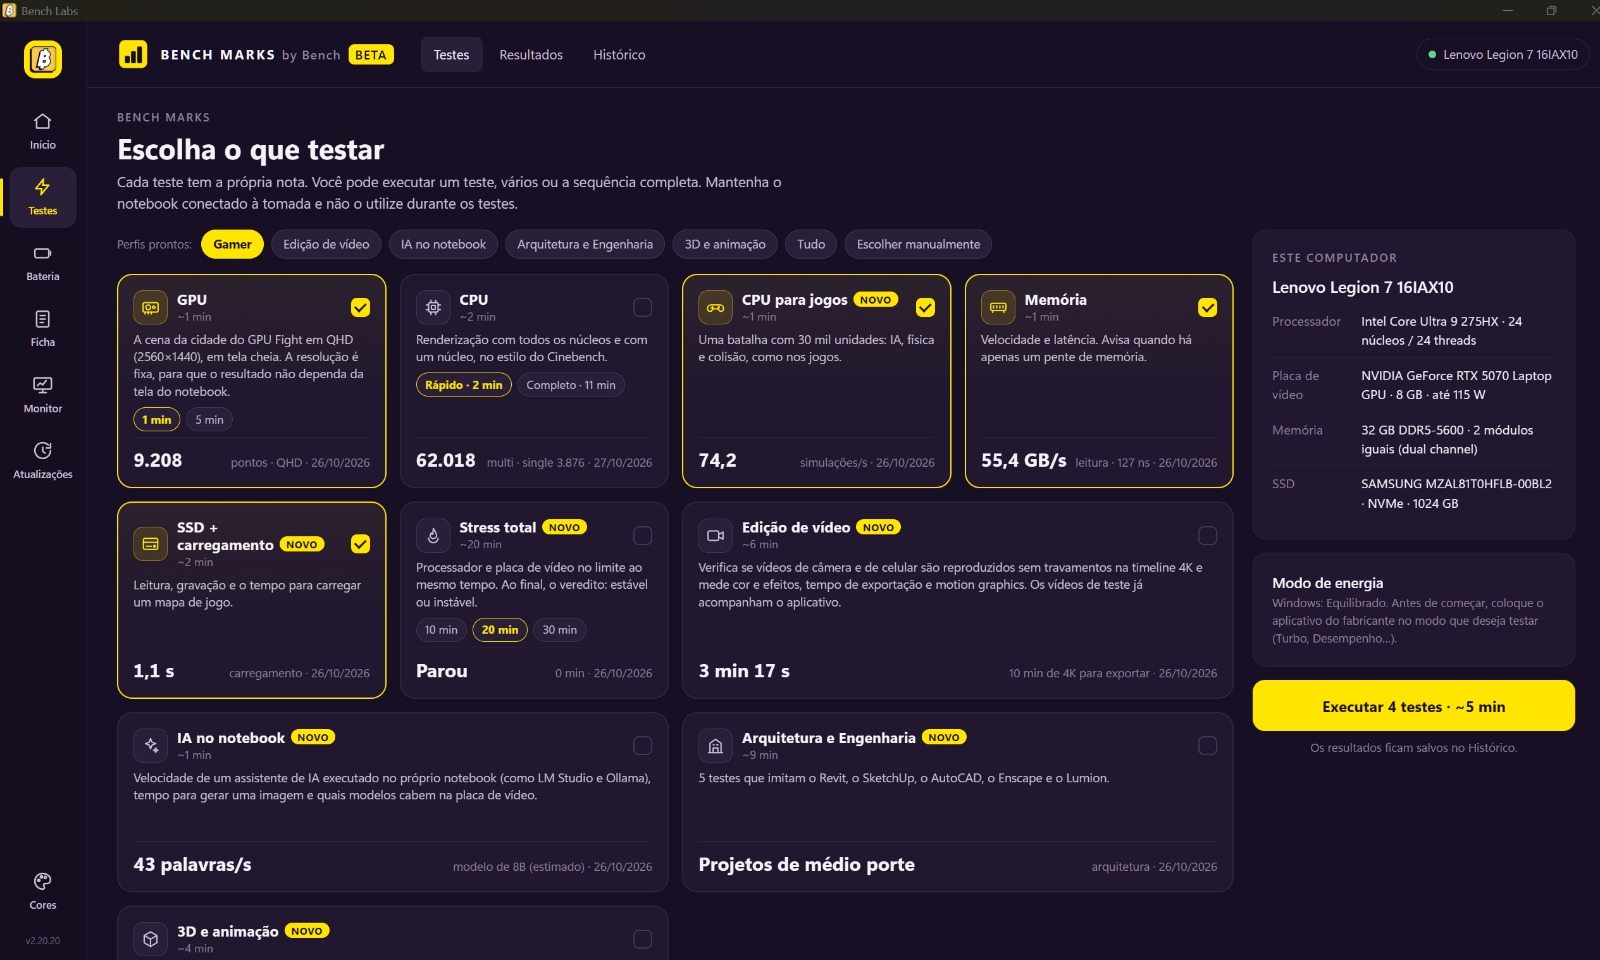 Bench Labs
BENCH MARKS by Bench BETA
Testes
Resultados
Histórico
Lenovo Legion 7 16IAX10
Início
Testes
Bateria
Ficha
Monitor
Atualizações
Cores
v2.20.20
BENCH MARKS
Escolha o que testar
Cada teste tem a própria nota. Você pode executar um teste, vários ou a sequência completa. Mantenha o
notebook conectado à tomada e não o utilize durante os testes.
Perfis prontos:
Gamer
Edição de vídeo
IA no notebook
Arquitetura e Engenharia
3D e animação
Tudo
Escolher manualmente
GPU
~1 min
A cena da cidade do GPU Fight em QHD
(2560×1440), em tela cheia. A resolução é
fixa, para que o resultado não dependa da
tela do notebook.
1 min
5 min
9.208
pontos · QHD · 26/10/2026
CPU
~2 min
Renderização com todos os núcleos e com
um núcleo, no estilo do Cinebench.
Rápido · 2 min
Completo · 11 min
62.018
multi · single 3.876 · 27/10/2026
CPU para jogos NOVO
~1 min
Uma batalha com 30 mil unidades: IA, física
e colisão, como nos jogos.
74,2
simulações/s · 26/10/2026
Memória
~1 min
Velocidade e latência. Avisa quando há
apenas um pente de memória.
55,4 GB/s
leitura · 127 ns · 26/10/2026
SSD +
carregamento NOVO
~2 min
Leitura, gravação e o tempo para carregar
um mapa de jogo.
1,1 s
carregamento · 26/10/2026
Stress total NOVO
~20 min
Processador e placa de vídeo no limite ao
mesmo tempo. Ao final, o veredito: estável
ou instável.
10 min
20 min
30 min
Parou
0 min · 26/10/2026
Edição de vídeo NOVO
~6 min
Verifica se vídeos de câmera e de celular são reproduzidos sem travamentos na timeline 4K e
mede cor e efeitos, tempo de exportação e motion graphics. Os vídeos de teste já
acompanham o aplicativo.
3 min 17 s
10 min de 4K para exportar · 26/10/2026
IA no notebook NOVO
~1 min
Velocidade de um assistente de IA executado no próprio notebook (como LM Studio e Ollama),
tempo para gerar uma imagem e quais modelos cabem na placa de vídeo.
43 palavras/s
modelo de 8B (estimado) · 26/10/2026
Arquitetura e Engenharia NOVO
~9 min
5 testes que imitam o Revit, o SketchUp, o AutoCAD, o Enscape e o Lumion.
Projetos de médio porte
arquitetura · 26/10/2026
3D e animação NOVO
~4 min
ESTE COMPUTADOR
Lenovo Legion 7 16IAX10
Processador
Intel Core Ultra 9 275HX · 24
núcleos / 24 threads
Placa de
vídeo
NVIDIA GeForce RTX 5070 Laptop
GPU · 8 GB · até 115 W
Memória
32 GB DDR5-5600 · 2 módulos
iguais (dual channel)
SSD
SAMSUNG MZAL81T0HFLB-00BL2
· NVMe · 1024 GB
Modo de energia
Windows: Equilibrado. Antes de começar, coloque o
aplicativo do fabricante no modo que deseja testar
(Turbo, Desempenho...).
Executar 4 testes · ~5 min
Os resultados ficam salvos no Histórico.